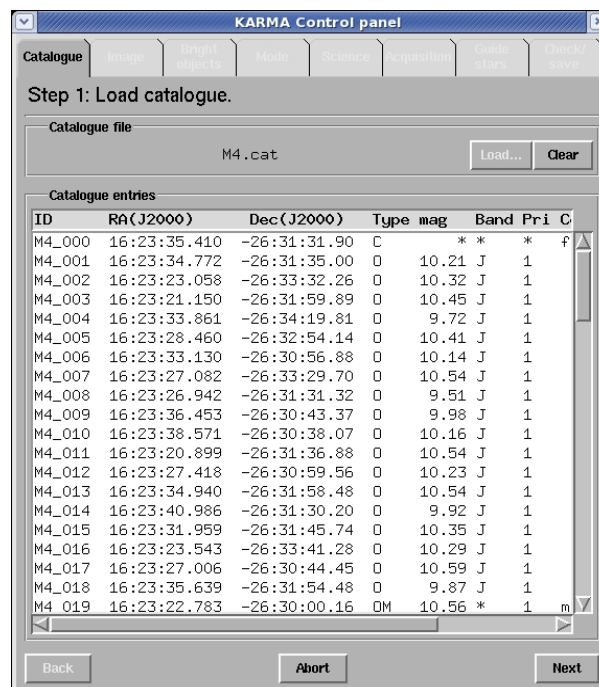 KARMA Control panel
Catalogue Image Bright objects Mode Science Acquisition Guide stars Check/ save
Step 1: Load catalogue.
Catalogue file
M4.cat Load... Clear
Catalogue entries
ID RA(J2000) Dec(J2000) Type mag Band Pri C
M4_000 16:23:35.410 -26:31:31.90 C * * * f
M4_001 16:23:34.772 -26:31:35.00 O 10.21 J 1
M4_002 16:23:23.058 -26:33:32.26 O 10.32 J 1
M4_003 16:23:21.150 -26:31:59.89 O 10.45 J 1
M4_004 16:23:33.861 -26:34:19.81 O 9.72 J 1
M4_005 16:23:28.460 -26:32:54.14 O 10.41 J 1
M4_006 16:23:33.130 -26:30:56.88 O 10.14 J 1
M4_007 16:23:27.082 -26:33:29.70 O 10.54 J 1
M4_008 16:23:26.942 -26:31:31.32 O 9.51 J 1
M4_009 16:23:36.453 -26:30:43.37 O 9.98 J 1
M4_010 16:23:38.571 -26:30:38.07 O 10.16 J 1
M4_011 16:23:20.899 -26:31:36.88 O 10.54 J 1
M4_012 16:23:27.418 -26:30:59.56 O 10.23 J 1
M4_013 16:23:34.940 -26:31:58.48 O 10.54 J 1
M4_014 16:23:40.986 -26:31:30.20 O 9.92 J 1
M4_015 16:23:31.959 -26:31:45.74 O 10.35 J 1
M4_016 16:23:23.543 -26:33:41.28 O 10.29 J 1
M4_017 16:23:27.006 -26:30:44.45 O 10.59 J 1
M4_018 16:23:35.639 -26:31:54.48 O 9.87 J 1
M4_019 16:23:22.783 -26:30:00.16 OM 10.56 * 1 m
Back Abort Next